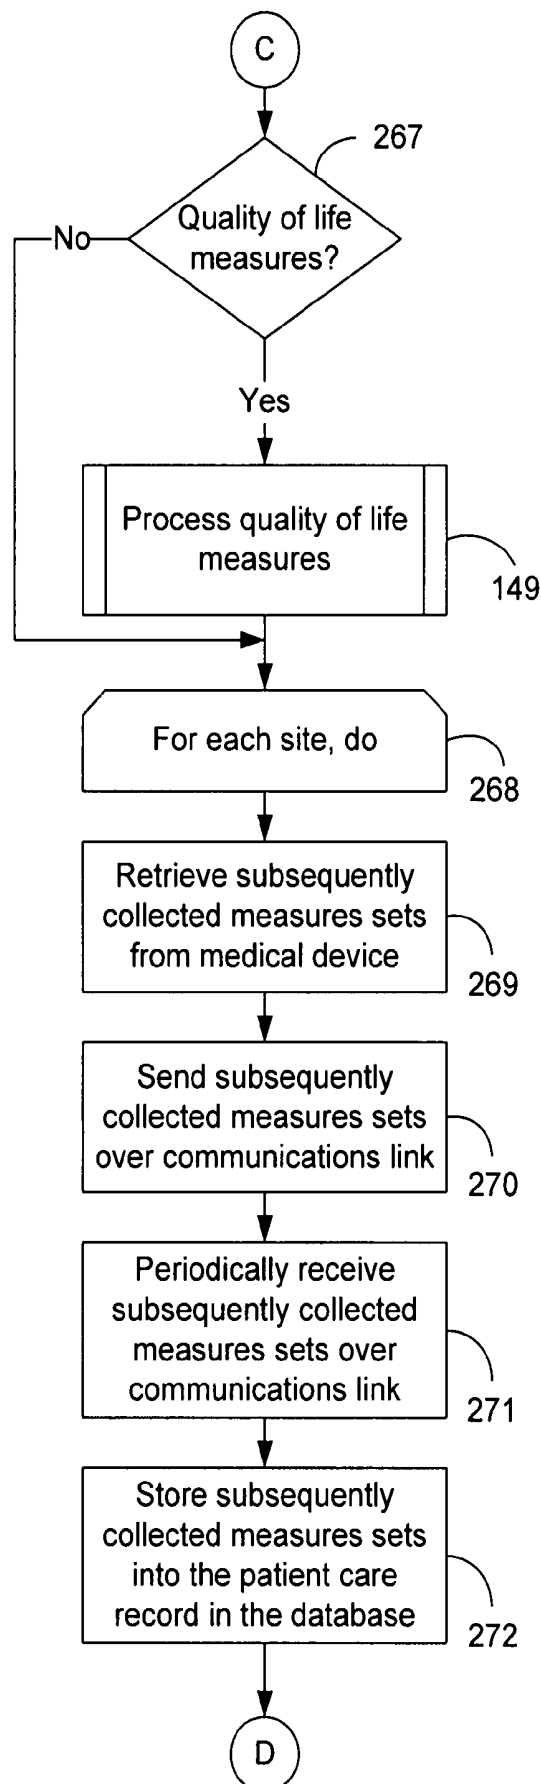 C
267
Quality of life
measures?
No
Yes
Process quality of life
measures
149
For each site, do
268
Retrieve subsequently
collected measures sets
from medical device
269
Send subsequently
collected measures sets
over communications link
270
Periodically receive
subsequently collected
measures sets over
communications link
271
Store subsequently
collected measures sets
into the patient care
record in the database
272
D